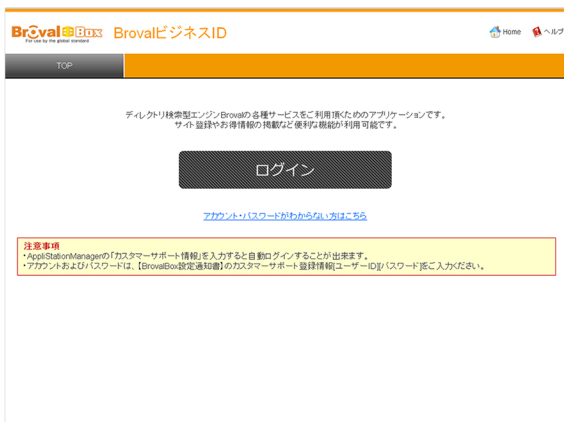 BrovalBox
For use by the global standard
BrovalビジネスID
Home
ヘルプ
TOP
ディレクトリ検索型エンジンBrovalの各種サービスをご利用頂くためのアプリケーションです。
サイト登録やお得情報の掲載など便利な機能が利用可能です。
ログイン
アカウント・パスワードがわからない方はこちら
注意事項
・AppliStationManagerの「カスタマーサポート情報」を入力すると自動ログインすることが出来ます。
・アカウントおよびパスワードは、【BrovalBox設定通知書】のカスタマーサポート登録情報[ユーザーID][パスワード]をご入力ください。